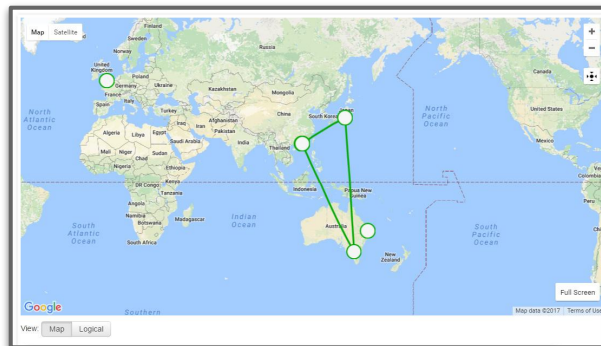 Map Satellite
Finland
Sweden
Norway
Russia
United
Kingdom
Poland
Germany
Ukraine
France
Italy
Spain
Kazakhstan
Mongolia
Turkey
Canada
North
Atlantic
Ocean
North
Pacific
Ocean
United States
Mexico
China
South Korea
Iraq
Iran
Afghanistan
Pakistan
Algeria
Libya
Egypt
Saudi Arabia
India
Thailand
Mali
Niger
Chad
Sudan
Nigeria
Ethiopia
Kenya
DR Congo
Tanzania
Indonesia
Papua New
Guinea
Colombia
Peru
Angola
Namibia
Botswana
Madagascar
South Africa
South
Atlantic
Ocean
Indian
Ocean
Australia
New
Zealand
South
Pacific
Ocean
Southern
Full Screen
Google
Map data ©2017 Terms of Use
View: Map Logical